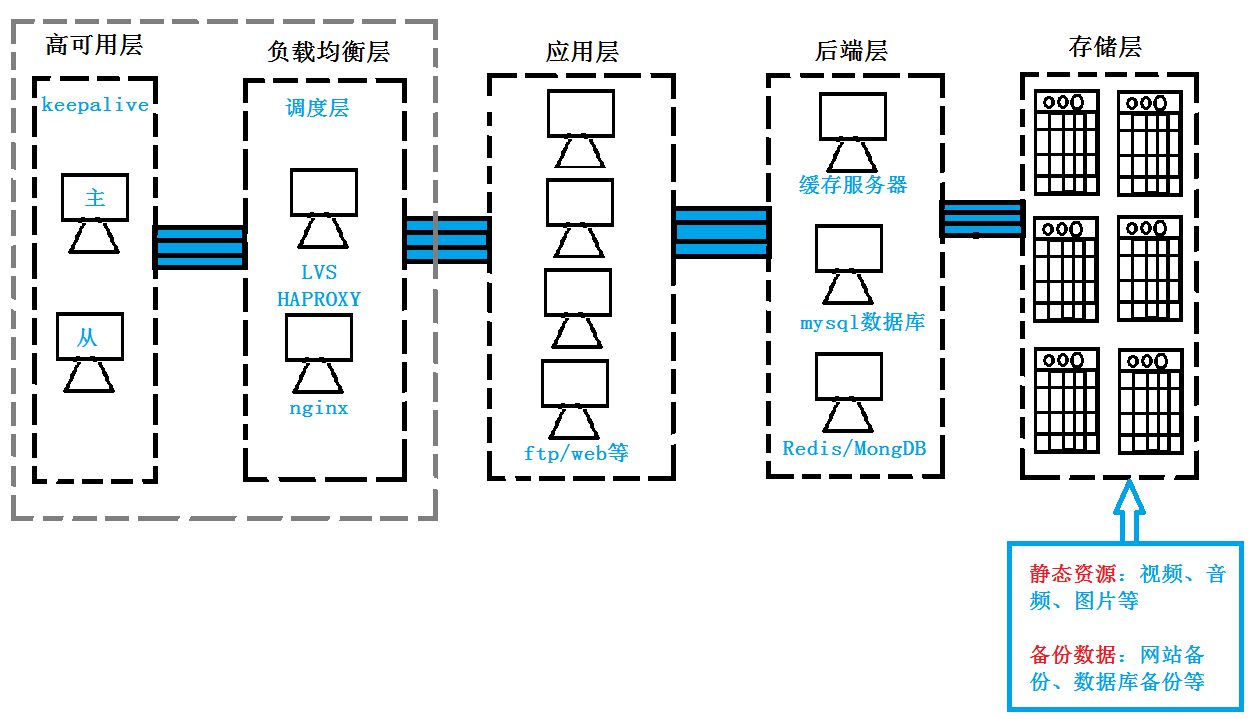 高可用层
负载均衡层
应用层
后端层
存储层
keepalive
主
从
调度层
LVS
HAPROXY
nginx
ftp/web等
缓存服务器
mysql数据库
Redis/MongDB
静态资源：视频、音
频、图片等
备份数据：网站备
份、数据库备份等